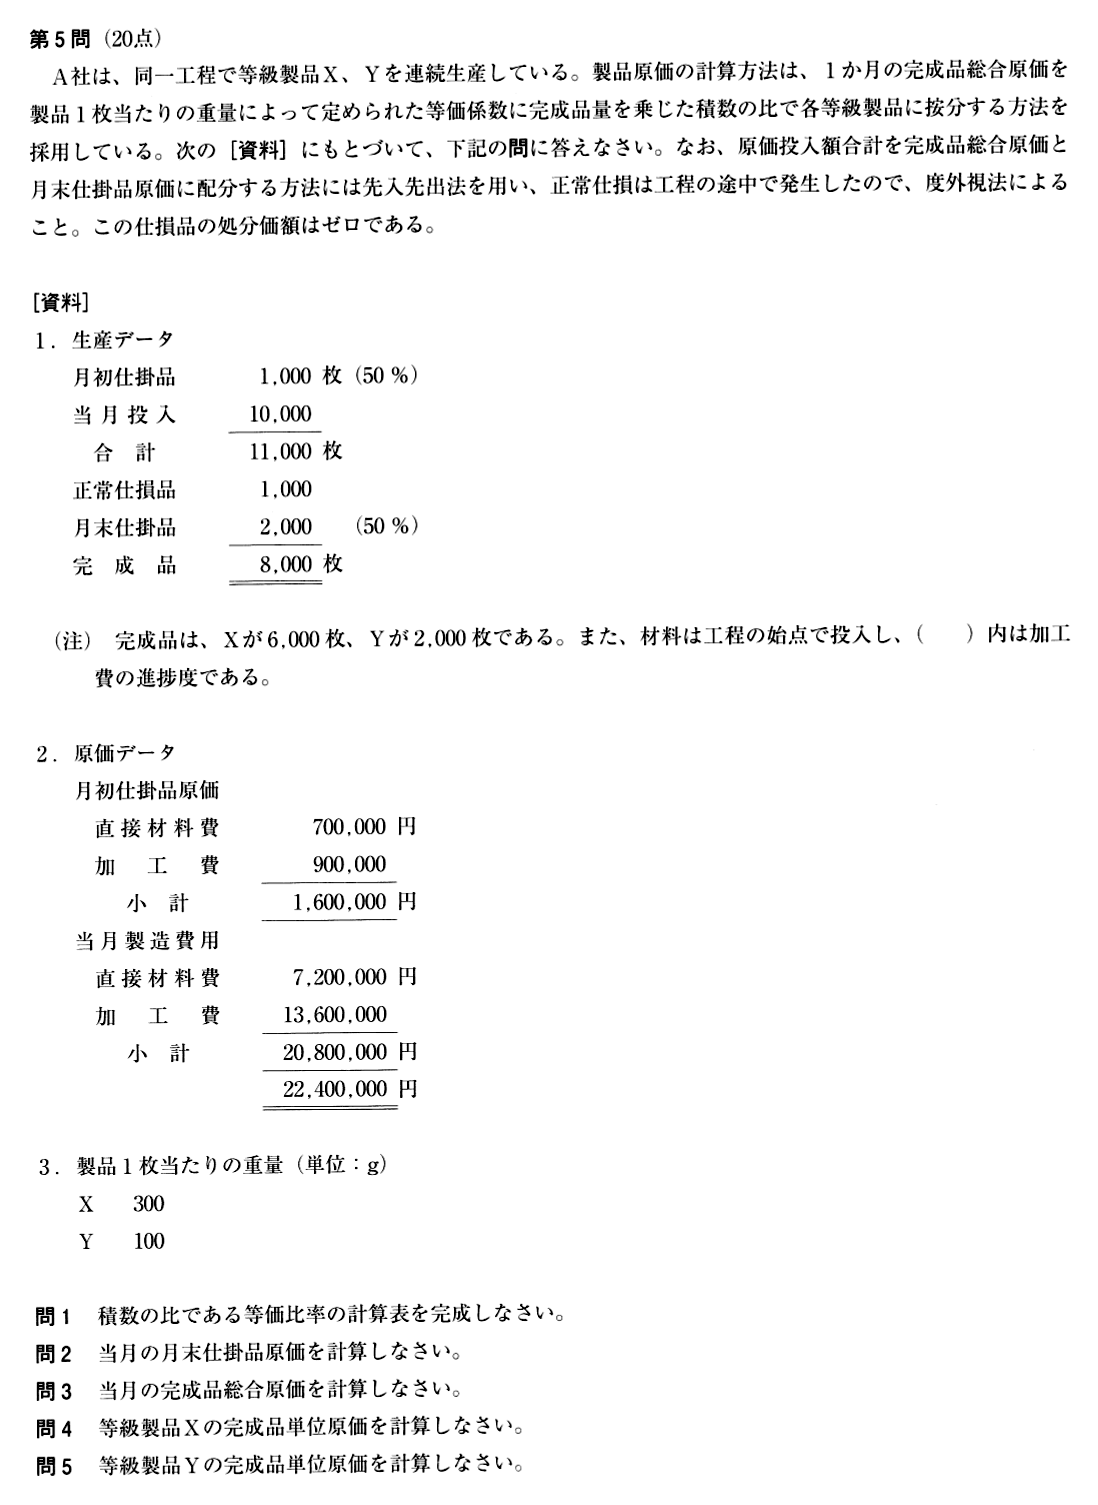 第5問（20点）
A社は、同一工程で等級製品X、Yを連続生産している。製品原価の計算方法は、1か月の完成品総合原価を
製品1枚当たりの重量によって定められた等価係数に完成品量を乗じた積数の比で各等級製品に按分する方法を
採用している。次の［資料］にもとづいて、下記の問に答えなさい。なお、原価投入額合計を完成品総合原価と
月末仕掛品原価に配分する方法には先入先出法を用い、正常仕損は工程の途中で発生したので、度外視法による
こと。この仕損品の処分価額はゼロである。
［資料］
1．生産データ
月初仕掛品 1,000 枚（50％）
当月投入 10,000
合計 11,000 枚
正常仕損品 1,000
月末仕掛品 2,000 （50％）
完成品 8,000 枚
（注） 完成品は、Xが6,000枚、Yが2,000枚である。また、材料は工程の始点で投入し、（　　）内は加工
費の進捗度である。
2．原価データ
月初仕掛品原価
直接材料費 700,000 円
加工費 900,000
小計 1,600,000 円
当月製造費用
直接材料費 7,200,000 円
加工費 13,600,000
小計 20,800,000 円
22,400,000 円
3．製品1枚当たりの重量（単位：g）
X 300
Y 100
問1 積数の比である等価比率の計算表を完成しなさい。
問2 当月の月末仕掛品原価を計算しなさい。
問3 当月の完成品総合原価を計算しなさい。
問4 等級製品Xの完成品単位原価を計算しなさい。
問5 等級製品Yの完成品単位原価を計算しなさい。